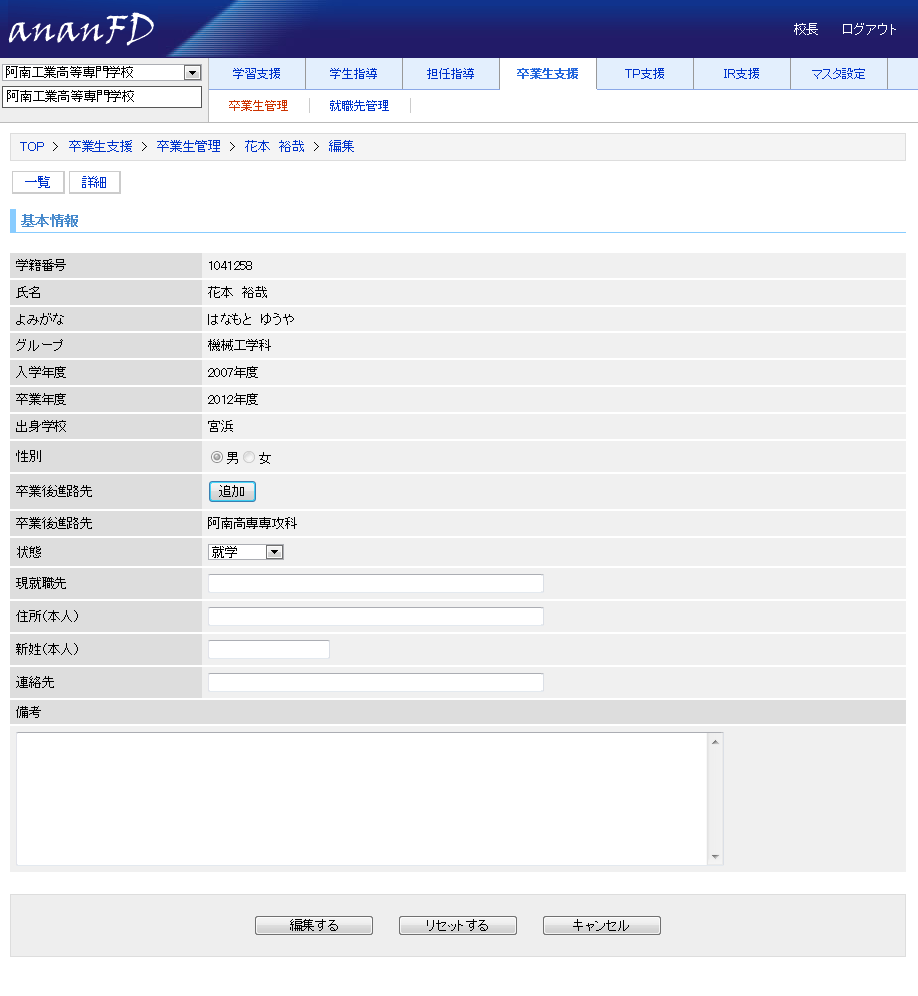 ananFD
校長 ログアウト
阿南工業高等専門学校
阿南工業高等専門学校
学習支援 学生指導 担任指導 卒業生支援 TP支援 IR支援 マスタ設定
卒業生管理 就職先管理
TOP > 卒業生支援 > 卒業生管理 > 花本 裕哉 > 編集
一覧 詳細
基本情報
学籍番号 1041258
氏名 花本 裕哉
よみがな はなもと ゆうや
グループ 機械工学科
入学年度 2007年度
卒業年度 2012年度
出身学校 宮浜
性別 男 女
卒業後進路先 追加
卒業後進路先 阿南高専専攻科
状態 就学
現就職先
住所(本人)
新姓(本人)
連絡先
備考
編集する リセットする キャンセル